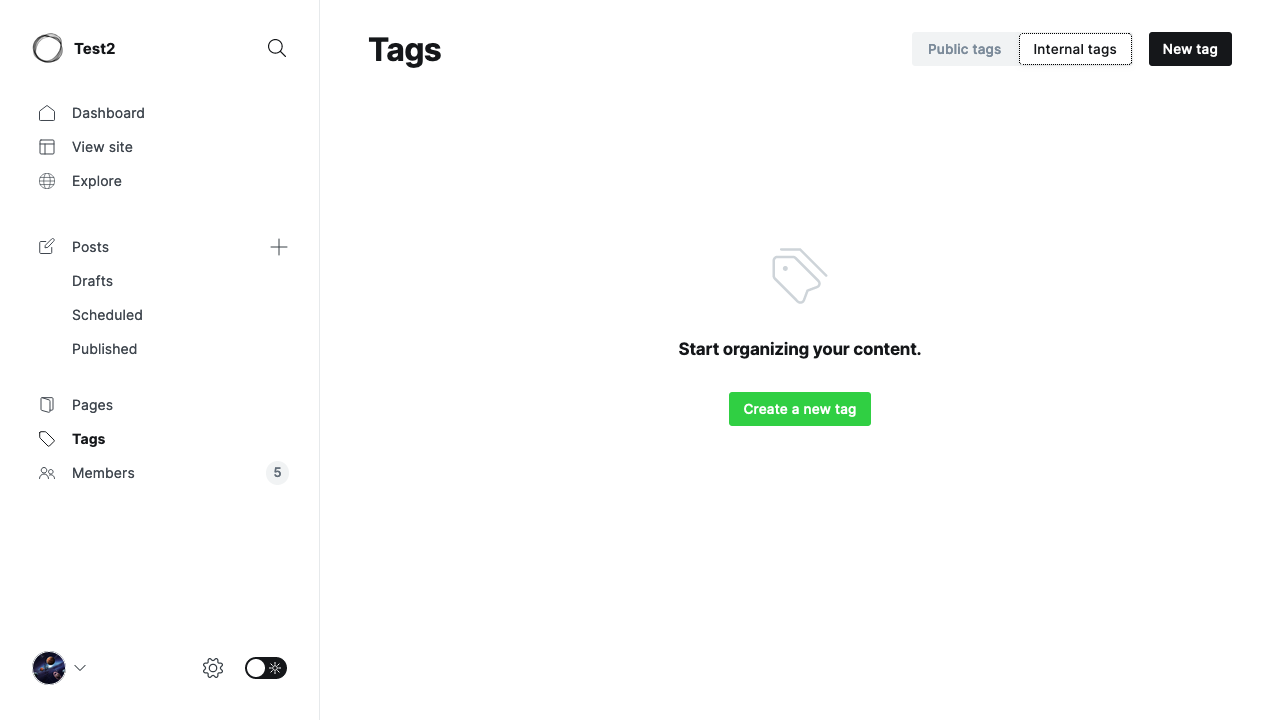 Test2
Dashboard
View site
Explore
Posts
Drafts
Scheduled
Published
Pages
Tags
Members 5
Tags
Public tags Internal tags New tag
Start organizing your content.
Create a new tag